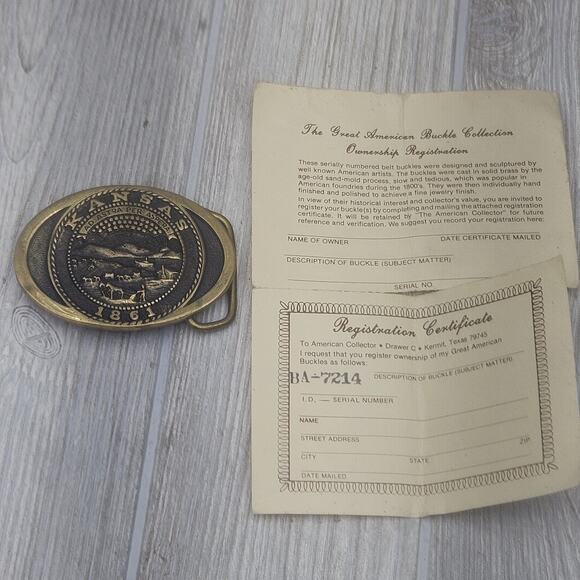 KANSAS
AD ASTRA PER ASPERA
1861
The Great American Buckle Collection
Ownership Registration
These serially numbered belt buckles were designed and sculptured by
well known American artists. The buckles were cast in solid brass by the
age-old sand-mold process, slow and tedious, which was popular in
American foundries during the 1800's. They were then individually hand
finished and polished to achieve a fine jewelry finish.
In view of their historical interest and collector's value, you are invited to
register your buckle(s) by completing and mailing the attached registration
certificate. It will be retained by "The American Collector" for future
reference and verification. We suggest you record your registration here:
NAME OF OWNER DATE CERTIFICATE MAILED
DESCRIPTION OF BUCKLE (SUBJECT MATTER)
SERIAL NO.
Registration Certificate
To American Collector • Drawer C • Kermit, Texas 79745
I request that you register ownership of my Great American
Buckles as follows:
BA-7214 DESCRIPTION OF BUCKLE (SUBJECT MATTER)
I.D. — SERIAL NUMBER
NAME
STREET ADDRESS
CITY STATE ZIP
DATE MAILED